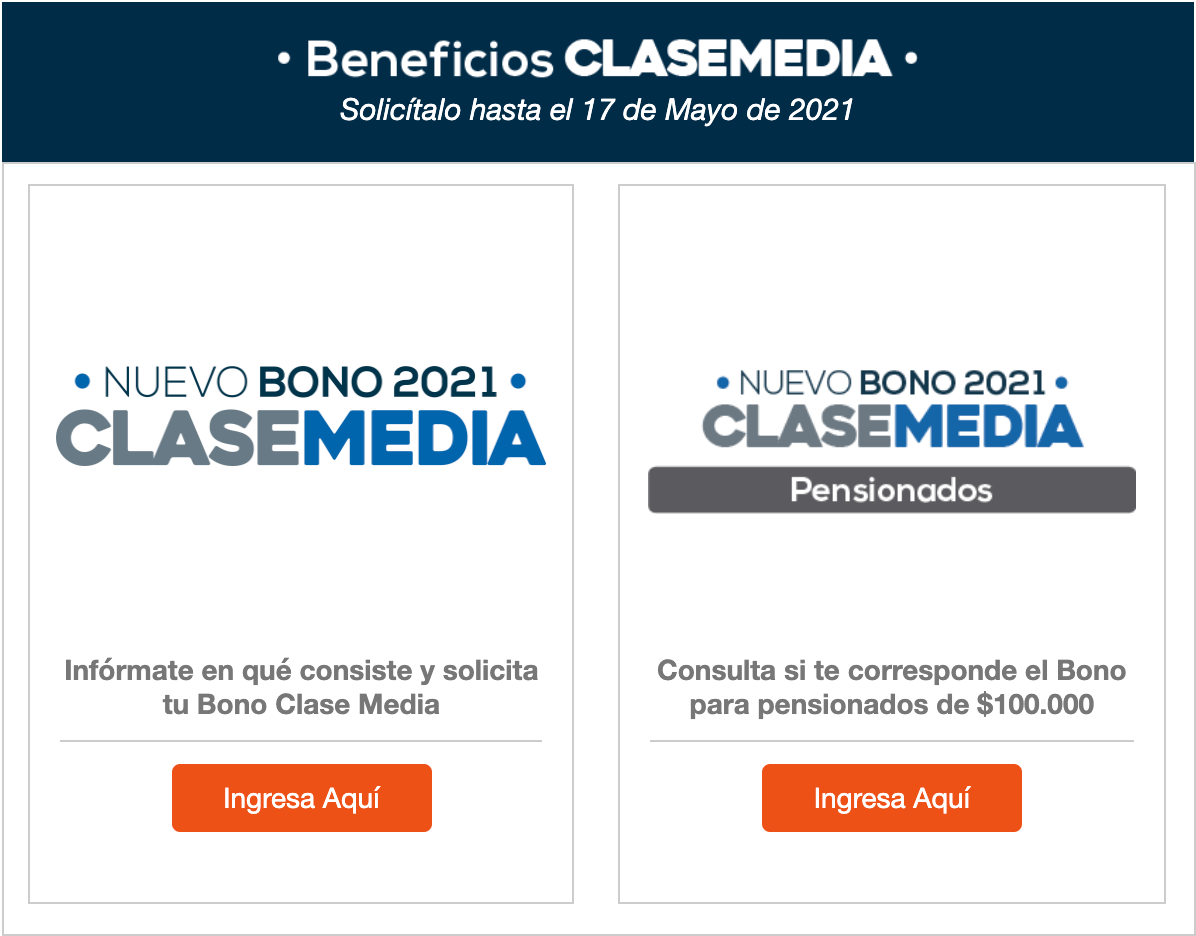 • Beneficios CLASEMEDIA •
Solicítalo hasta el 17 de Mayo de 2021
• NUEVO BONO 2021 •
CLASEMEDIA
Infórmate en qué consiste y solicita
tu Bono Clase Media
Ingresa Aquí
• NUEVO BONO 2021 •
CLASEMEDIA
Pensionados
Consulta si te corresponde el Bono
para pensionados de $100.000
Ingresa Aquí